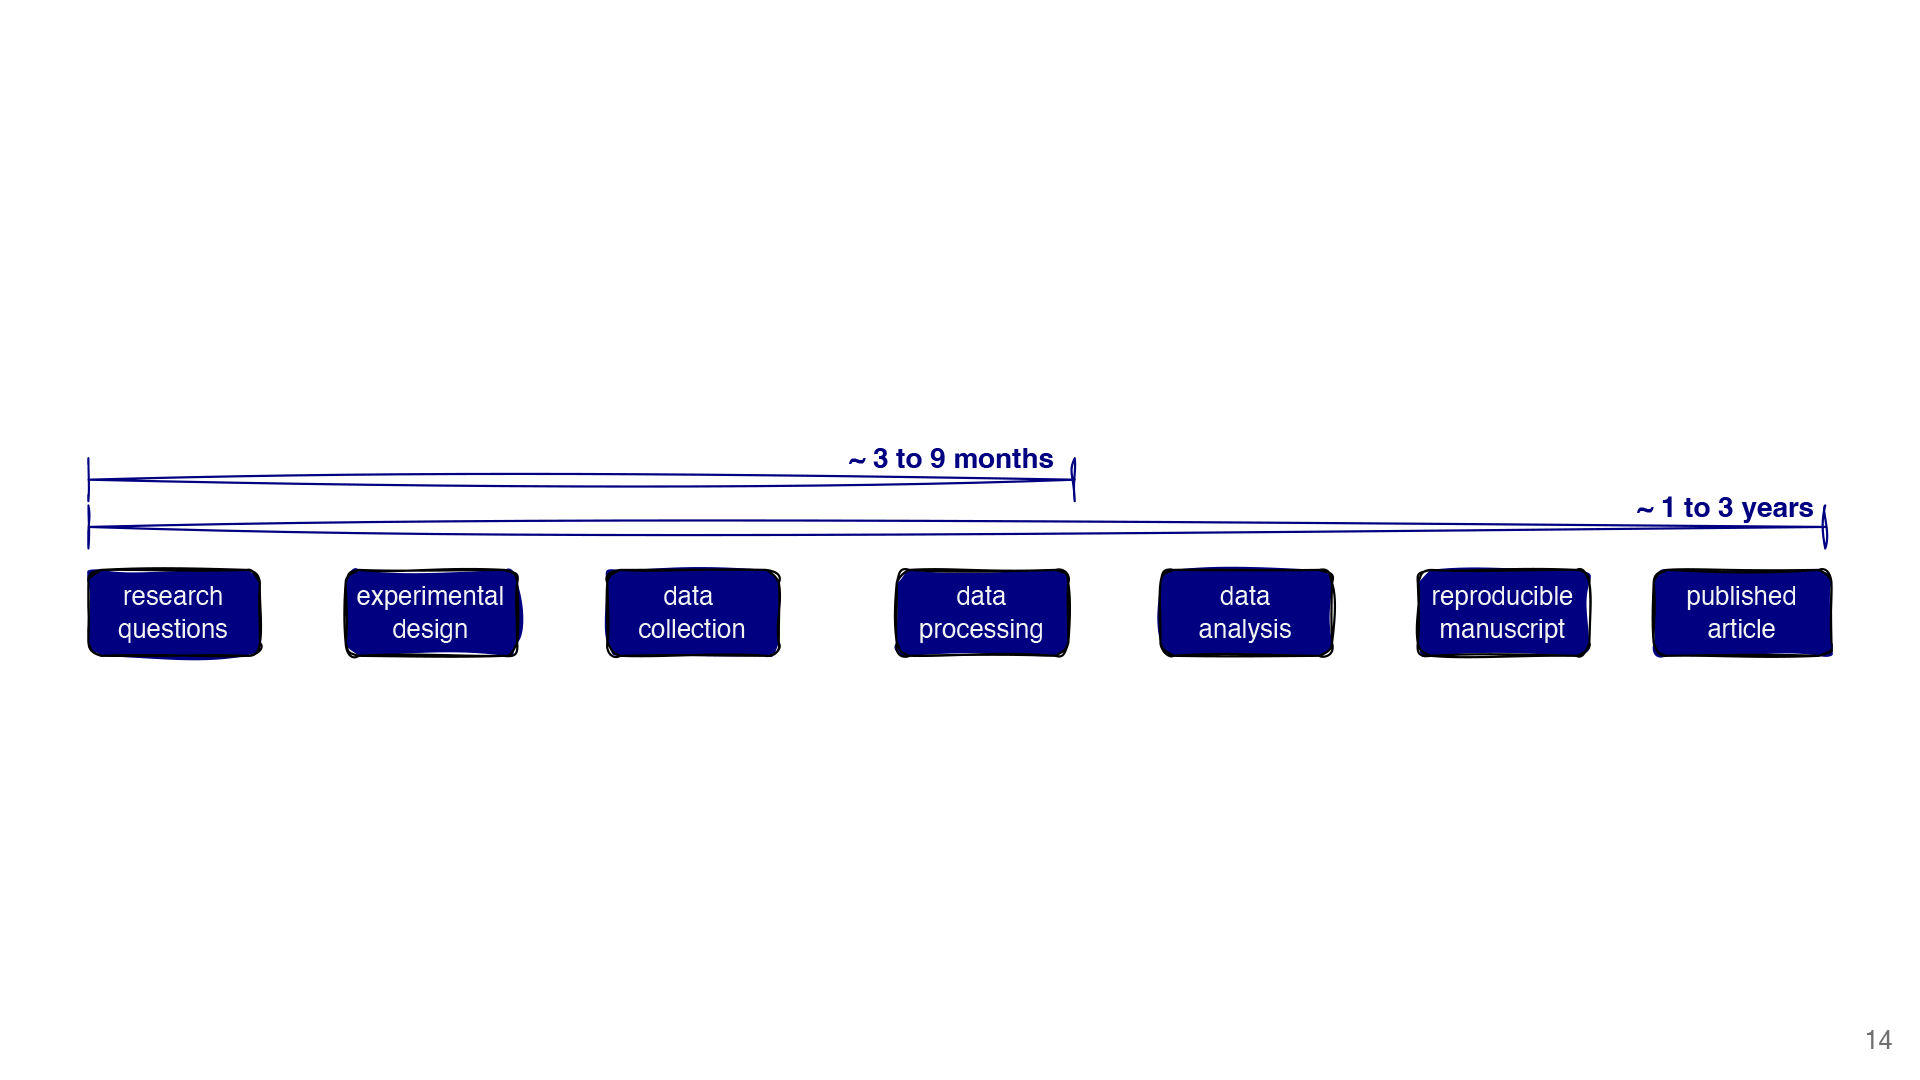 ~ 3 to 9 months
~ 1 to 3 years
research
questions
experimental
design
data
collection
data
processing
data
analysis
reproducible
manuscript
published
article
14